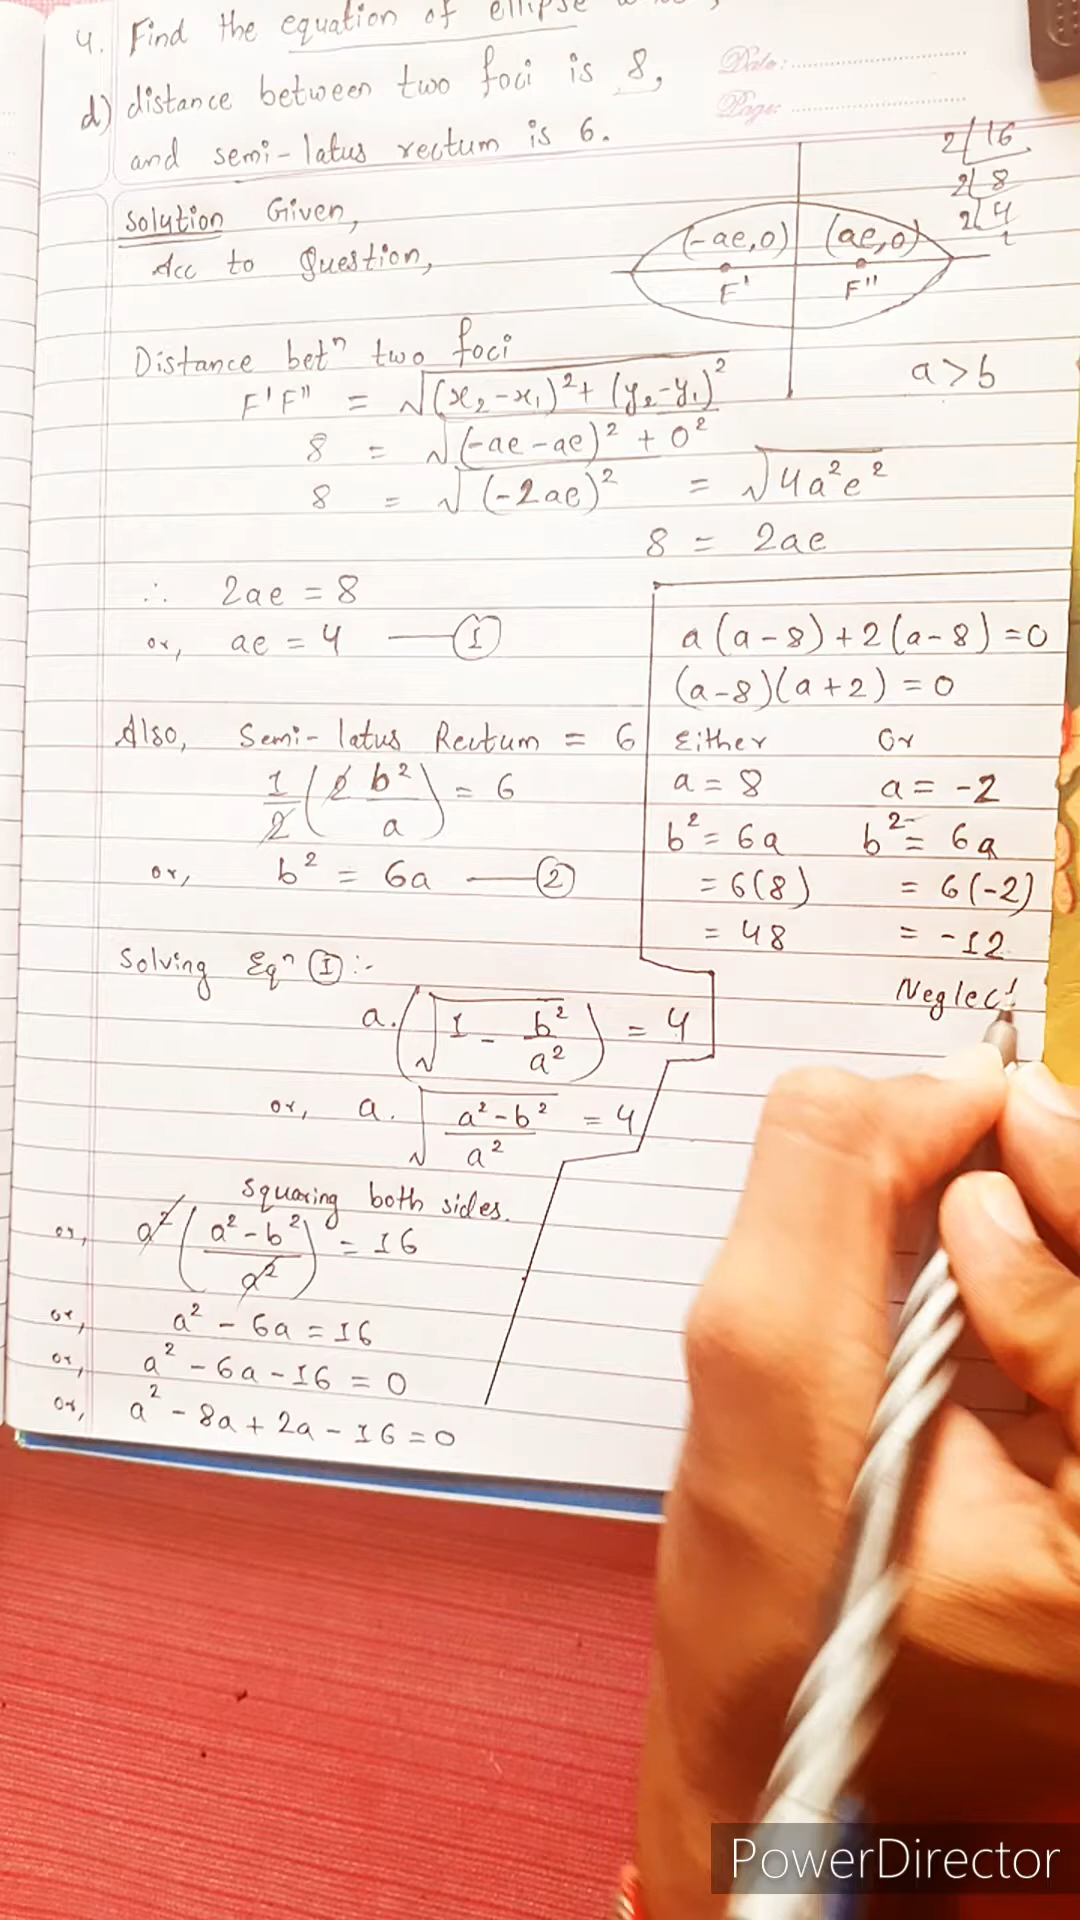 4. Find the equation of ellipse
d) distance between two foci is 8,
and semi-latus rectum is 6.
Date:
Page:
2 16
2 8
2 4
Solution Given,
Acc to Question,
(-ae,0) (ae,0)
F' F"
a > b
Distance betⁿ two foci
F'F" = √(x₂-x₁)² + (y₂-y₁)²
8 = √(-ae-ae)² + 0²
8 = √(-2ae)² = √4a²e²
8 = 2ae
∴ 2ae = 8
or, ae = 4 — ①
Also, Semi-latus Rectum = 6
1/2 (2b²/a) = 6
or, b² = 6a — ②
Solving Eqⁿ ① :-
a. (√1 - b²/a²) = 4
or, a. √a²-b²/a² = 4
Squaring both sides.
or, a² (a²-b²/a²) = 16
or, a² - 6a = 16
or, a² - 6a - 16 = 0
or, a² - 8a + 2a - 16 = 0
a(a-8)+2(a-8) = 0
(a-8)(a+2) = 0
Either Or
a = 8 a = -2
b² = 6a b² = 6a
= 6(8) = 6(-2)
= 48 = -12
Neglect
PowerDirector